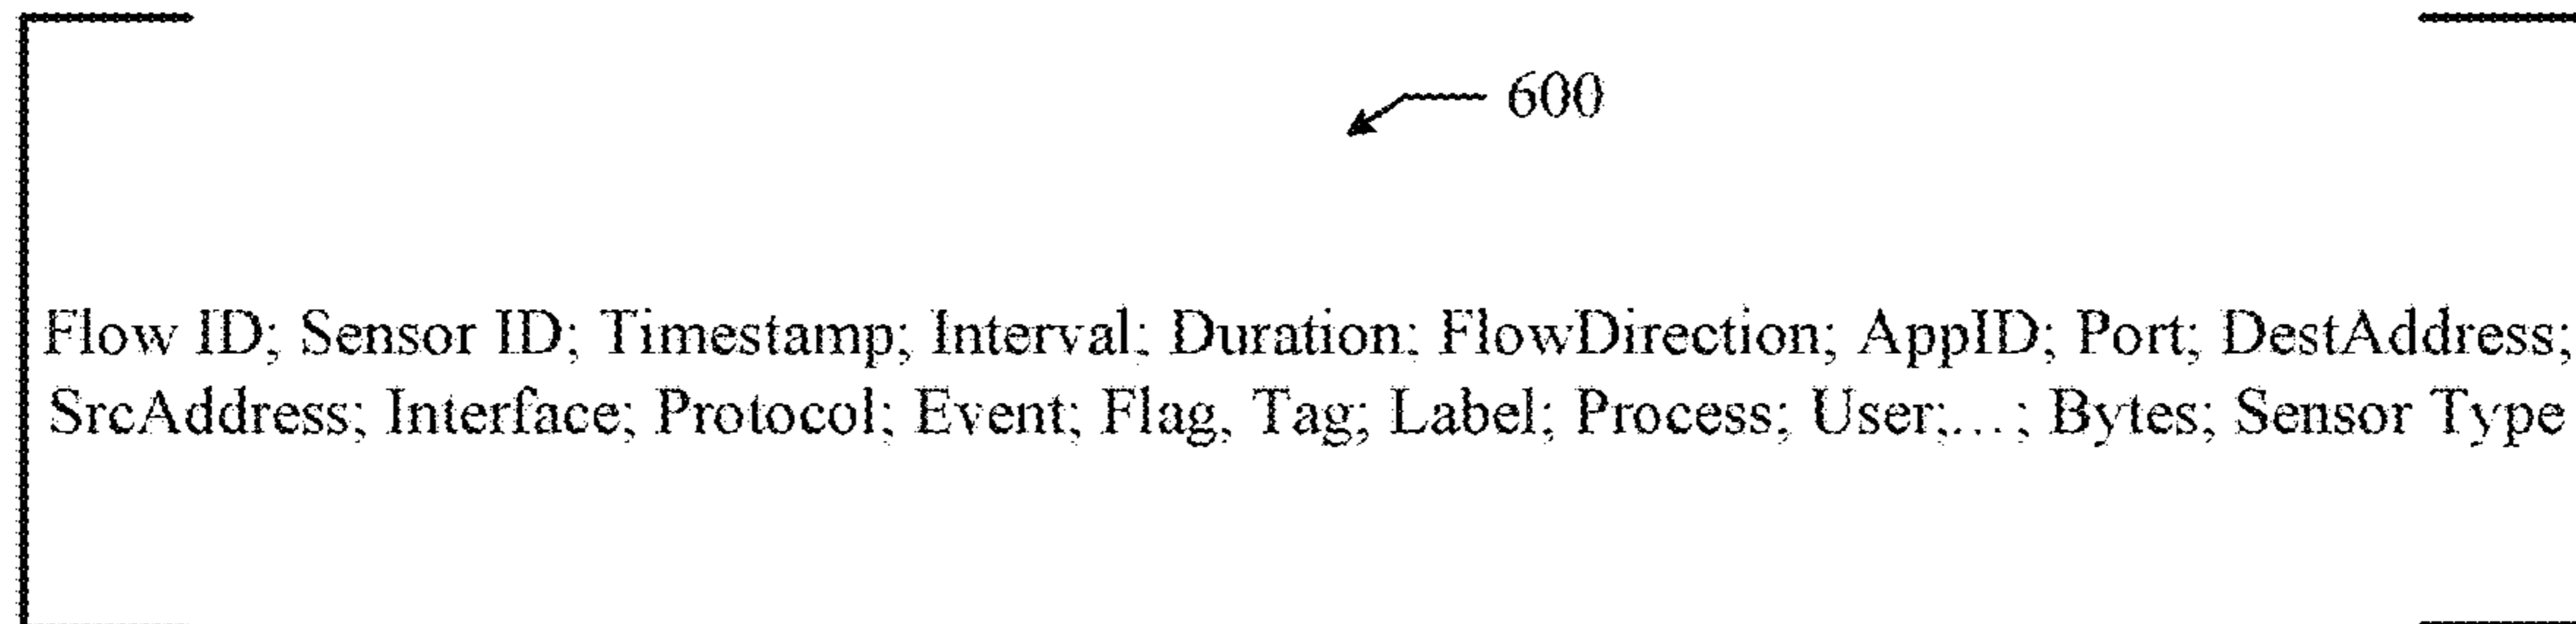 600
Flow ID; Sensor ID; Timestamp; Interval; Duration; FlowDirection; AppID; Port; DestAddress;
SrcAddress; Interface; Protocol; Event; Flag, Tag; Label; Process; User;...; Bytes; Sensor Type